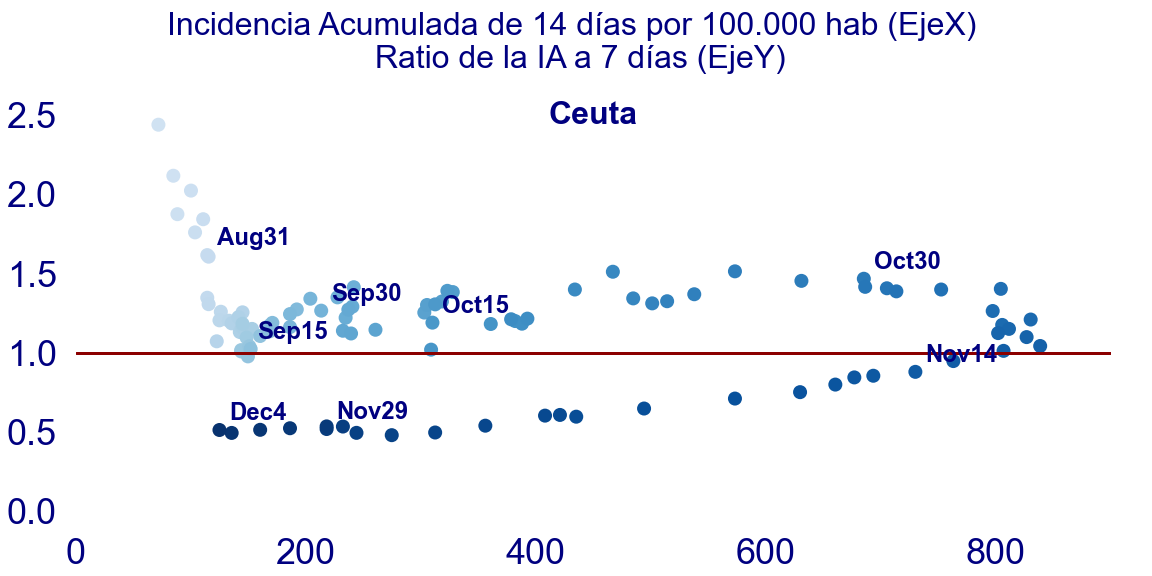 Incidencia Acumulada de 14 días por 100.000 hab (EjeX)
Ratio de la IA a 7 días (EjeY)
Ceuta
2.5
2.0
Aug31
1.5
Oct30
Sep30
Oct15
Sep15
1.0
Nov14
Dec4
Nov29
0.5
0.0
0 200 400 600 800